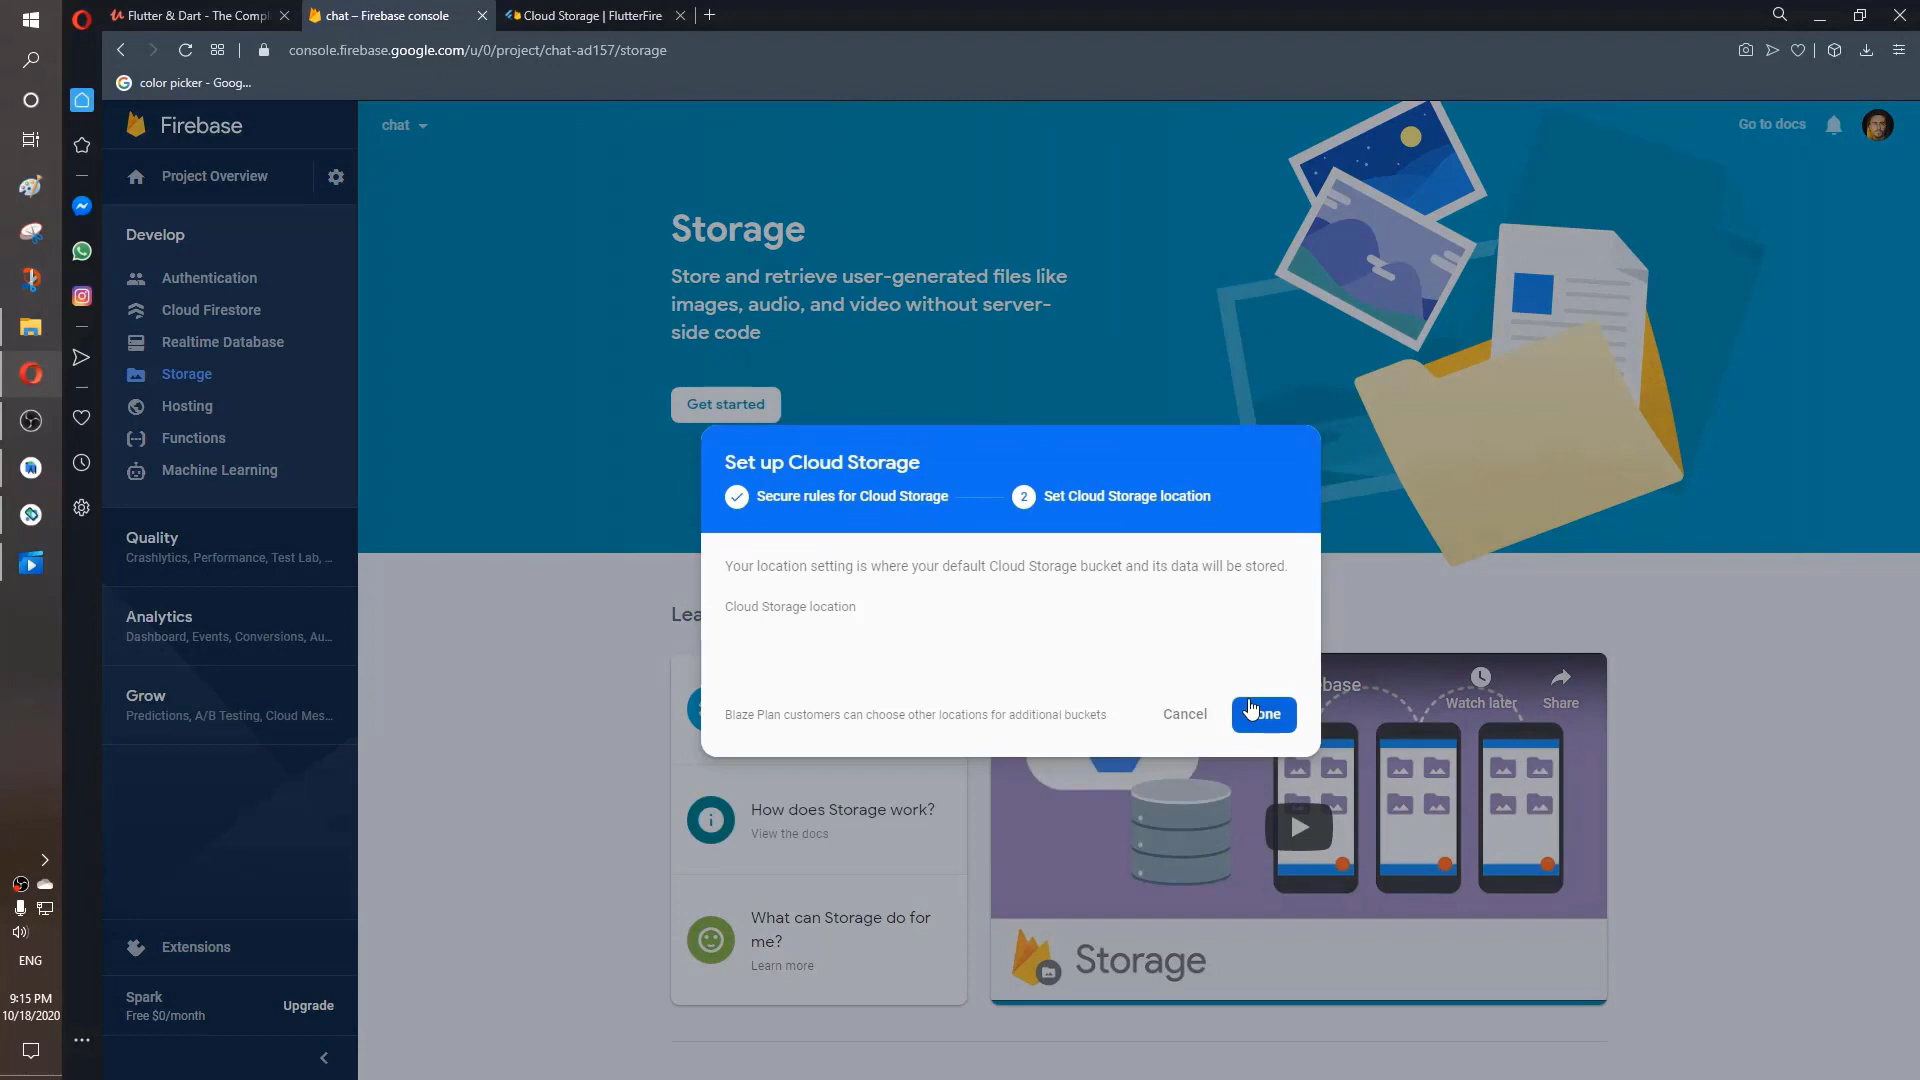 Flutter & Dart - The Compl
chat – Firebase console
Cloud Storage | FlutterFire
console.firebase.google.com/u/0/project/chat-ad157/storage
color picker - Goog...
Firebase
chat
Go to docs
Project Overview
Develop
Authentication
Cloud Firestore
Realtime Database
Storage
Hosting
Functions
Machine Learning
Quality
Crashlytics, Performance, Test Lab, ...
Analytics
Dashboard, Events, Conversions, Au...
Grow
Predictions, A/B Testing, Cloud Mes...
Extensions
Spark
Free $0/month
Upgrade
Storage
Store and retrieve user-generated files like
images, audio, and video without server-
side code
Get started
Set up Cloud Storage
Secure rules for Cloud Storage
2 Set Cloud Storage location
Your location setting is where your default Cloud Storage bucket and its data will be stored.
Cloud Storage location
Blaze Plan customers can choose other locations for additional buckets
Cancel
one
Lea
base
Watch later
Share
How does Storage work?
View the docs
What can Storage do for
me?
Learn more
Storage
ENG
9:15 PM
10/18/2020